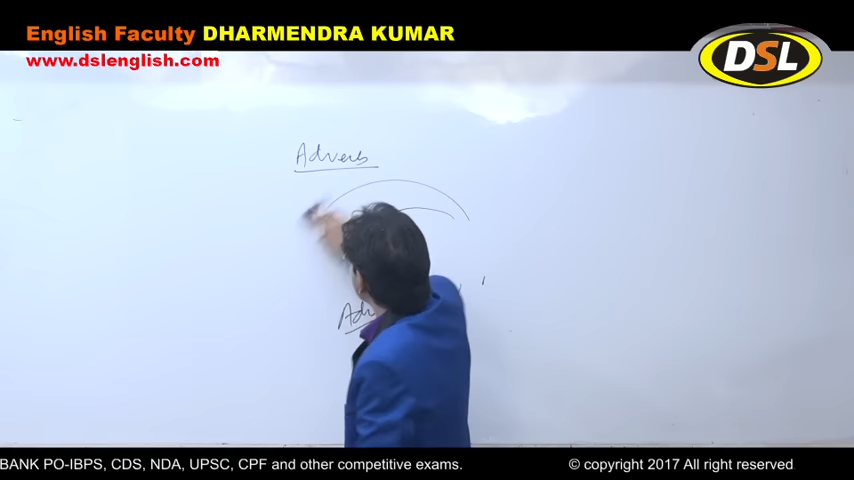 English Faculty DHARMENDRA KUMAR
www.dslenglish.com
DSL
Adverb
BANK PO-IBPS, CDS, NDA, UPSC, CPF and other competitive exams.
© copyright 2017 All right reserved